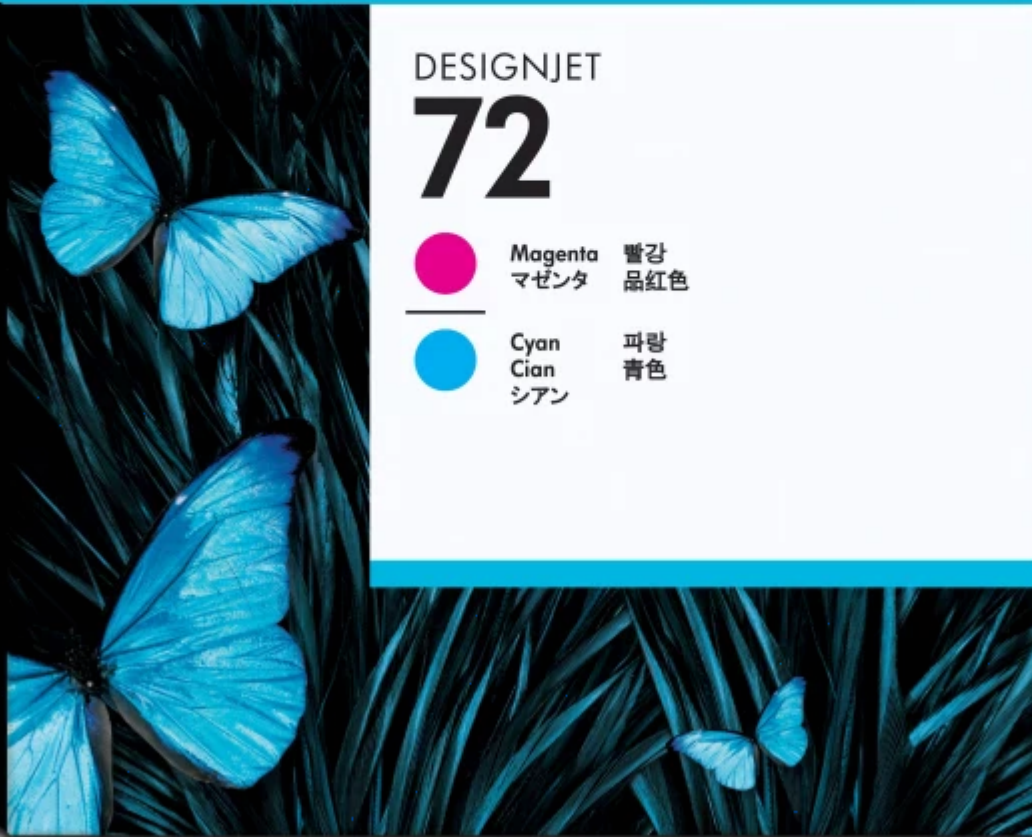 DESIGNJET
72
Magenta 빨강
マゼンタ 品红色
Cyan 파랑
Cian 青色
シアン